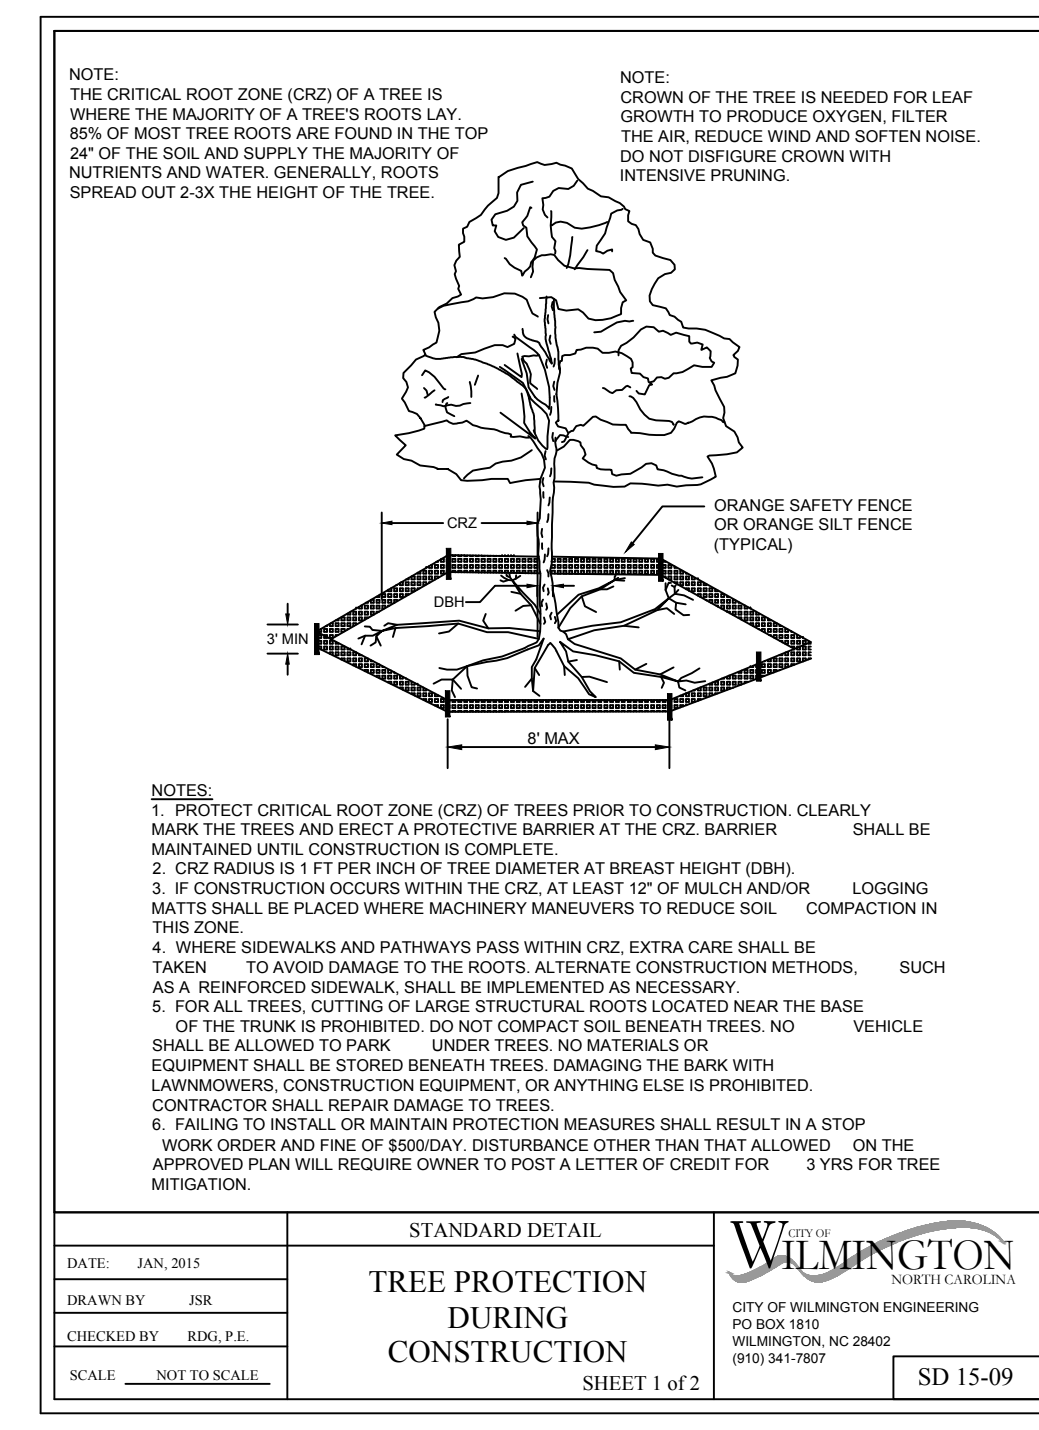 NOTE:
THE CRITICAL ROOT ZONE (CRZ) OF A TREE IS
WHERE THE MAJORITY OF A TREE'S ROOTS LAY.
85% OF MOST TREE ROOTS ARE FOUND IN THE TOP
24" OF THE SOIL AND SUPPLY THE MAJORITY OF
NUTRIENTS AND WATER. GENERALLY, ROOTS
SPREAD OUT 2-3X THE HEIGHT OF THE TREE.
NOTE:
CROWN OF THE TREE IS NEEDED FOR LEAF
GROWTH TO PRODUCE OXYGEN, FILTER
THE AIR, REDUCE WIND AND SOFTEN NOISE.
DO NOT DISFIGURE CROWN WITH
INTENSIVE PRUNING.
ORANGE SAFETY FENCE
OR ORANGE SILT FENCE
(TYPICAL)
CRZ
DBH
3' MIN
8' MAX
NOTES:
1. PROTECT CRITICAL ROOT ZONE (CRZ) OF TREES PRIOR TO CONSTRUCTION. CLEARLY
MARK THE TREES AND ERECT A PROTECTIVE BARRIER AT THE CRZ. BARRIER SHALL BE
MAINTAINED UNTIL CONSTRUCTION IS COMPLETE.
2. CRZ RADIUS IS 1 FT PER INCH OF TREE DIAMETER AT BREAST HEIGHT (DBH).
3. IF CONSTRUCTION OCCURS WITHIN THE CRZ, AT LEAST 12" OF MULCH AND/OR LOGGING
MATTS SHALL BE PLACED WHERE MACHINERY MANEUVERS TO REDUCE SOIL COMPACTION IN
THIS ZONE.
4. WHERE SIDEWALKS AND PATHWAYS PASS WITHIN CRZ, EXTRA CARE SHALL BE
TAKEN TO AVOID DAMAGE TO THE ROOTS. ALTERNATE CONSTRUCTION METHODS, SUCH
AS A REINFORCED SIDEWALK, SHALL BE IMPLEMENTED AS NECESSARY.
5. FOR ALL TREES, CUTTING OF LARGE STRUCTURAL ROOTS LOCATED NEAR THE BASE
OF THE TRUNK IS PROHIBITED. DO NOT COMPACT SOIL BENEATH TREES. NO VEHICLE
SHALL BE ALLOWED TO PARK UNDER TREES. NO MATERIALS OR
EQUIPMENT SHALL BE STORED BENEATH TREES. DAMAGING THE BARK WITH
LAWNMOWERS, CONSTRUCTION EQUIPMENT, OR ANYTHING ELSE IS PROHIBITED.
CONTRACTOR SHALL REPAIR DAMAGE TO TREES.
6. FAILING TO INSTALL OR MAINTAIN PROTECTION MEASURES SHALL RESULT IN A STOP
WORK ORDER AND FINE OF $500/DAY. DISTURBANCE OTHER THAN THAT ALLOWED ON THE
APPROVED PLAN WILL REQUIRE OWNER TO POST A LETTER OF CREDIT FOR 3 YRS FOR TREE
MITIGATION.
DATE: JAN, 2015
DRAWN BY JSR
CHECKED BY RDG, P.E.
SCALE NOT TO SCALE
STANDARD DETAIL
TREE PROTECTION
DURING
CONSTRUCTION
SHEET 1 of 2
CITY OF
WILMINGTON
NORTH CAROLINA
CITY OF WILMINGTON ENGINEERING
PO BOX 1810
WILMINGTON, NC 28402
(910) 341-7807
SD 15-09